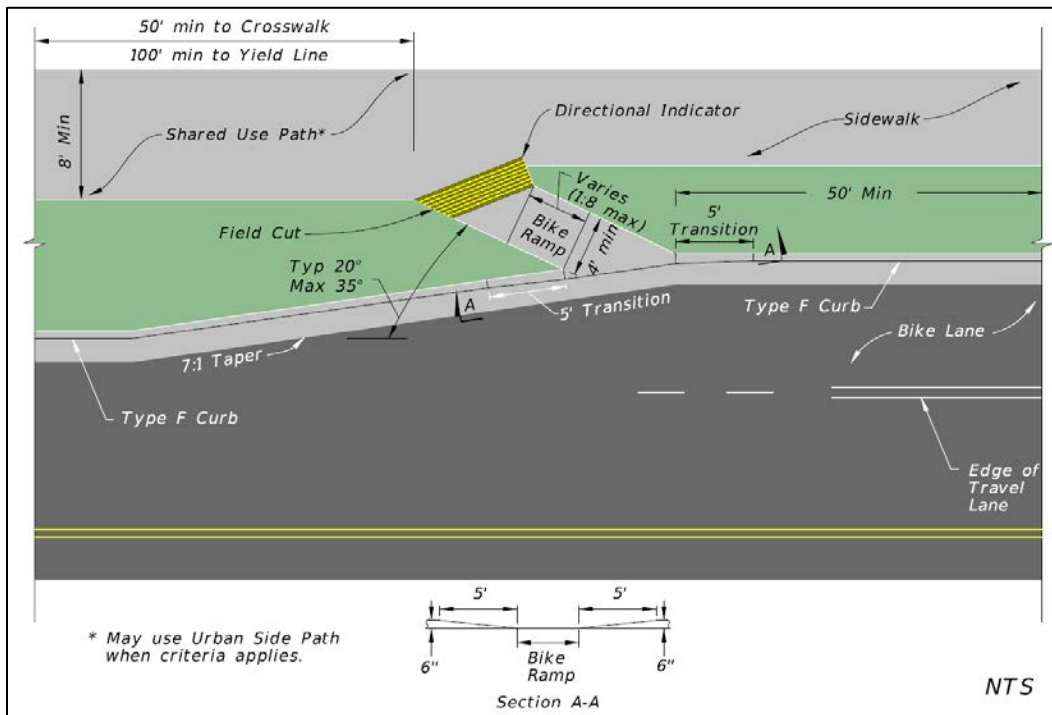 50' min to Crosswalk
100' min to Yield Line
Directional Indicator
Sidewalk
Shared Use Path*
8' Min
Varies
(1:8 max)
50' Min
5'
Transition
Field Cut
Bike
Ramp
4' min
A
Typ 20°
Max 35°
A
5' Transition
Type F Curb
Bike Lane
7:1 Taper
Type F Curb
Edge of
Travel
Lane
5'
5'
* May use Urban Side Path
when criteria applies.
6"
Bike
Ramp
6"
Section A-A
NTS